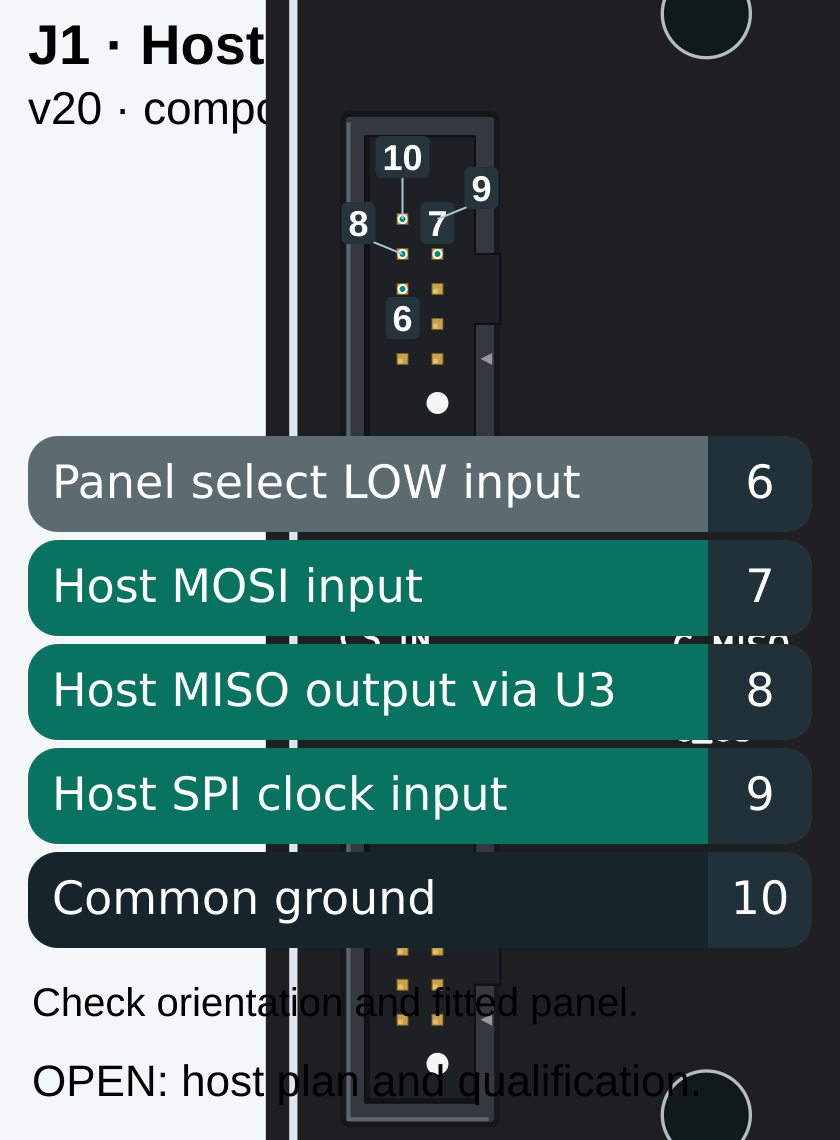 J1 · Host
v20 ·
10
9
8
7
6
Panel select LOW input 6
Host MOSI input 7
Host MISO output via U3 8
Host SPI clock input 9
Common ground 10
Check orientation and fitted panel.
OPEN: host plan and qualification.